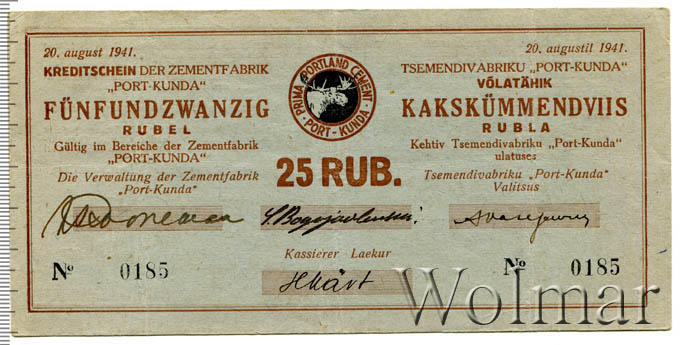 20. august 1941.
KREDITSCHEIN DER ZEMENTFABRIK
„PORT-KUNDA“
FÜNFUNDZWANZIG
RUBEL
Gültig im Bereiche der Zementfabrik
„PORT-KUNDA“
Die Verwaltung der Zementfabrik
„Port-Kunda“
PRIMA PORTLAND CEMENT
PORT-KUNDA
25 RUB.
20. augustil 1941.
TSEMENDIVABRIKU „PORT-KUNDA“
VÕLATÄHIK
KAKSKÜMMENDVIIS
RUBLA
Kehtiv Tsemendivabriku „Port-Kunda“
ulatuses
Tsemendivabriku „Port-Kunda“
Valitsus
Kassierer Laekur
№ 0185
№ 0185
Wolmar